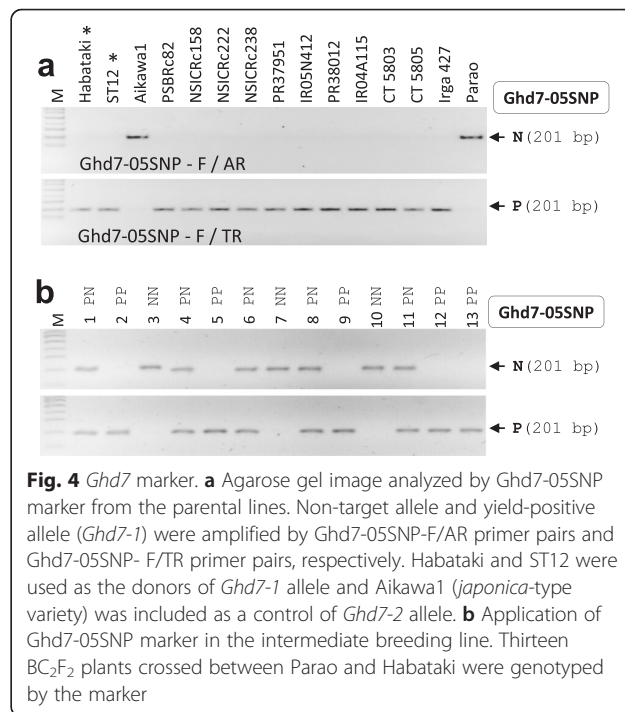 a
M
Habataki *
ST12 *
Aikawa1
PSBRc82
NSICRc158
NSICRc222
NSICRc238
PR37951
IR05N412
PR38012
IR04A115
CT 5803
CT 5805
Irga 427
Parao
Ghd7-05SNP
N(201 bp)
Ghd7-05SNP - F / AR
P(201 bp)
Ghd7-05SNP - F / TR
b
M
1 PN
2 PP
3 NN
4 PN
5 PP
6 PN
7 NN
8 PN
9 PP
10 NN
11 PN
12 PP
13 PP
Ghd7-05SNP
N(201 bp)
P(201 bp)
Fig. 4 Ghd7 marker. a Agarose gel image analyzed by Ghd7-05SNP
marker from the parental lines. Non-target allele and yield-positive
allele (Ghd7-1) were amplified by Ghd7-05SNP-F/AR primer pairs and
Ghd7-05SNP- F/TR primer pairs, respectively. Habataki and ST12 were
used as the donors of Ghd7-1 allele and Aikawa1 (japonica-type
variety) was included as a control of Ghd7-2 allele. b Application of
Ghd7-05SNP marker in the intermediate breeding line. Thirteen
BC₂F₂ plants crossed between Parao and Habataki were genotyped
by the marker